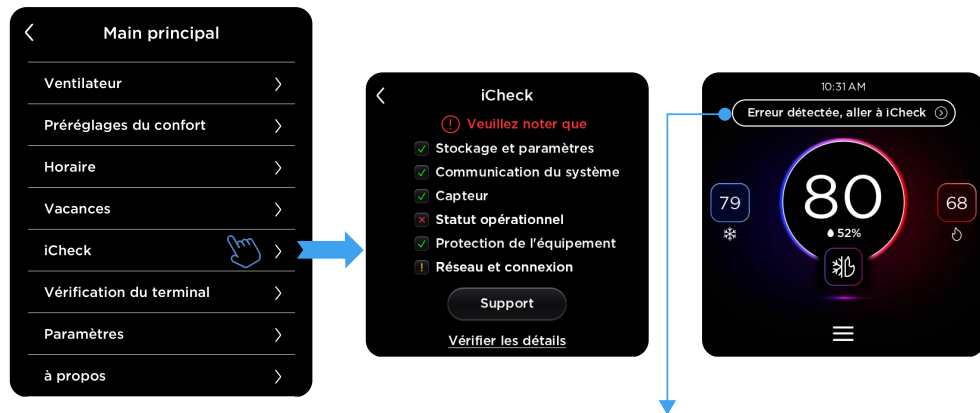 Main principal
Ventilateur
Préréglages du confort
Horaire
Vacances
iCheck
Vérification du terminal
Paramètres
à propos
iCheck
Veuillez noter que
Stockage et paramètres
Communication du système
Capteur
Statut opérationnel
Protection de l'équipement
Réseau et connexion
Support
Vérifier les détails
10:31 AM
Erreur détectée, aller à iCheck
79
80
68
52%